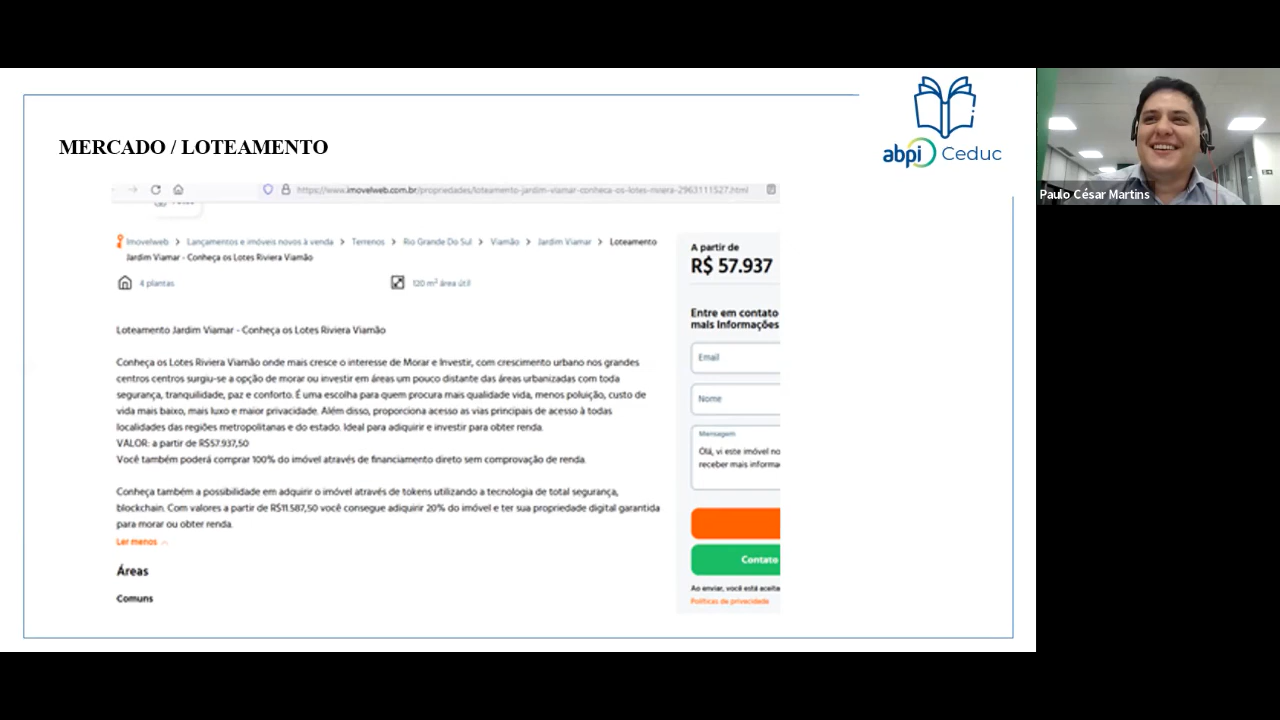 abpi Ceduc
Paulo César Martins
MERCADO / LOTEAMENTO
https://www.imovelweb.com.br/propriedades/loteamento-jardim-viamar-conheca-os-lotes-riviera-2963111527.html
Imovelweb > Lançamentos e imóveis novos à venda > Terrenos > Rio Grande Do Sul > Viamão > Jardim Viamar > Loteamento
Jardim Viamar - Conheça os Lotes Riviera Viamão
4 plantas
120 m² área útil
Loteamento Jardim Viamar - Conheça os Lotes Riviera Viamão
Conheça os Lotes Riviera Viamão onde mais cresce o interesse de Morar e Investir, com crescimento urbano nos grandes
centros centros surgiu-se a opção de morar ou investir em áreas um pouco distante das áreas urbanizadas com toda
segurança, tranquilidade, paz e conforto. É uma escolha para quem procura mais qualidade vida, menos poluição, custo de
vida mais baixo, mais luxo e maior privacidade. Além disso, proporciona acesso as vias principais de acesso à todas
localidades das regiões metropolitanas e do estado. Ideal para adquirir e investir para obter renda.
VALOR: a partir de R$57.937,50
Você também poderá comprar 100% do imóvel através de financiamento direto sem comprovação de renda.
Conheça também a possibilidade em adquirir o imóvel através de tokens utilizando a tecnologia de total segurança,
blockchain. Com valores a partir de R$11.587,50 você consegue adiquirir 20% do imóvel e ter sua propriedade digital garantida
para morar ou obter renda.
Ler menos
Áreas
Comuns
A partir de
R$ 57.937
Entre em contato
mais Informações
Email
Nome
Mensagem
Olá, vi este imóvel no
receber mais informa
Contato
Ao enviar, você está aceita
Políticas de privacidade